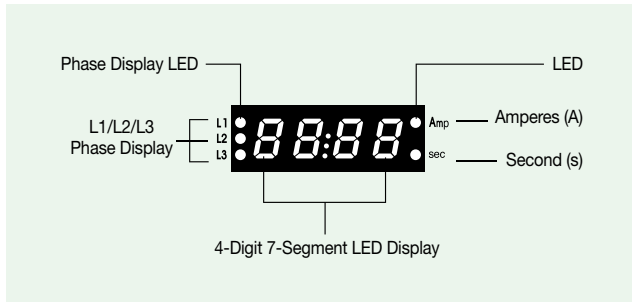 Phase Display LED
LED
L1/L2/L3
Phase Display
L1
L2
L3
88:88
Amp
sec
Amperes (A)
Second (s)
4-Digit 7-Segment LED Display